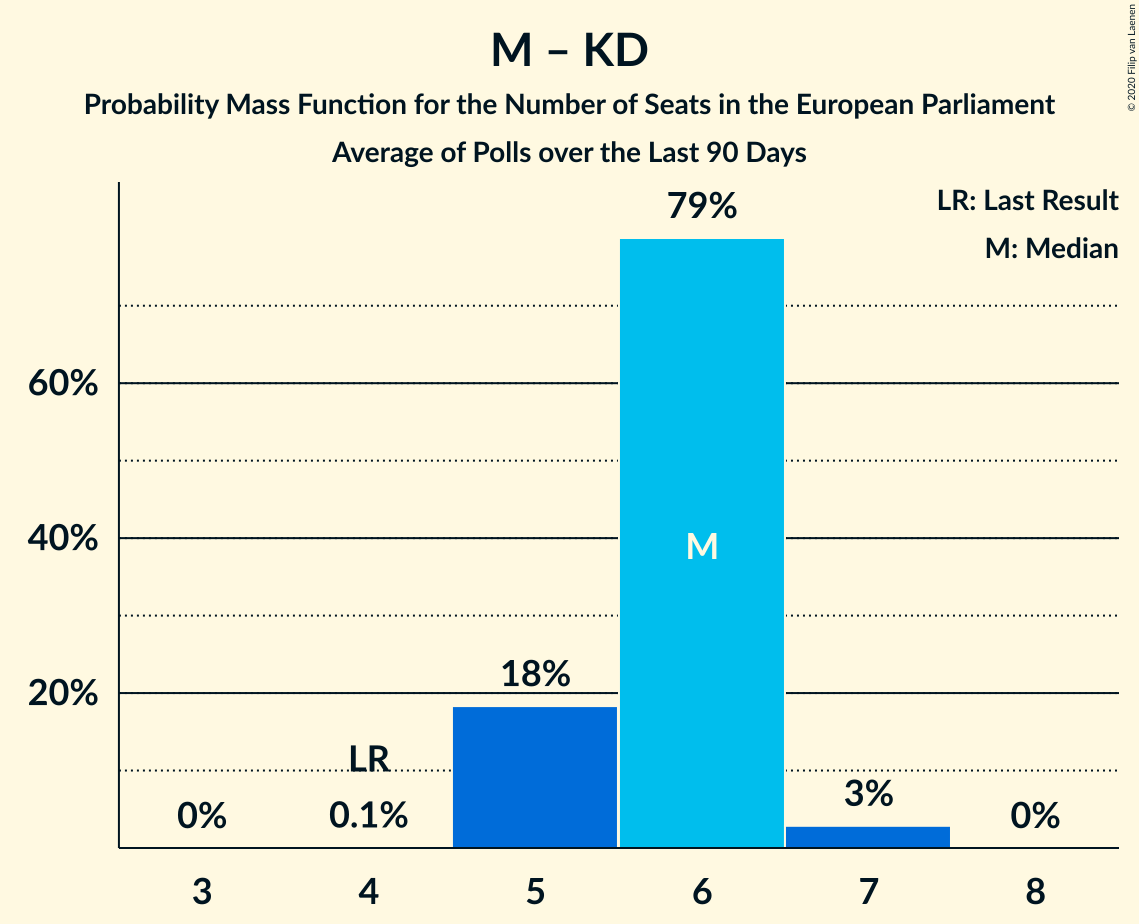 M – KD
Probability Mass Function for the Number of Seats in the European Parliament
Average of Polls over the Last 90 Days
© 2020 Filip van Laenen
LR: Last Result
M: Median
79%
60%
40%
M
20%
18%
LR
0%
0.1%
3%
0%
3
4
5
6
7
8